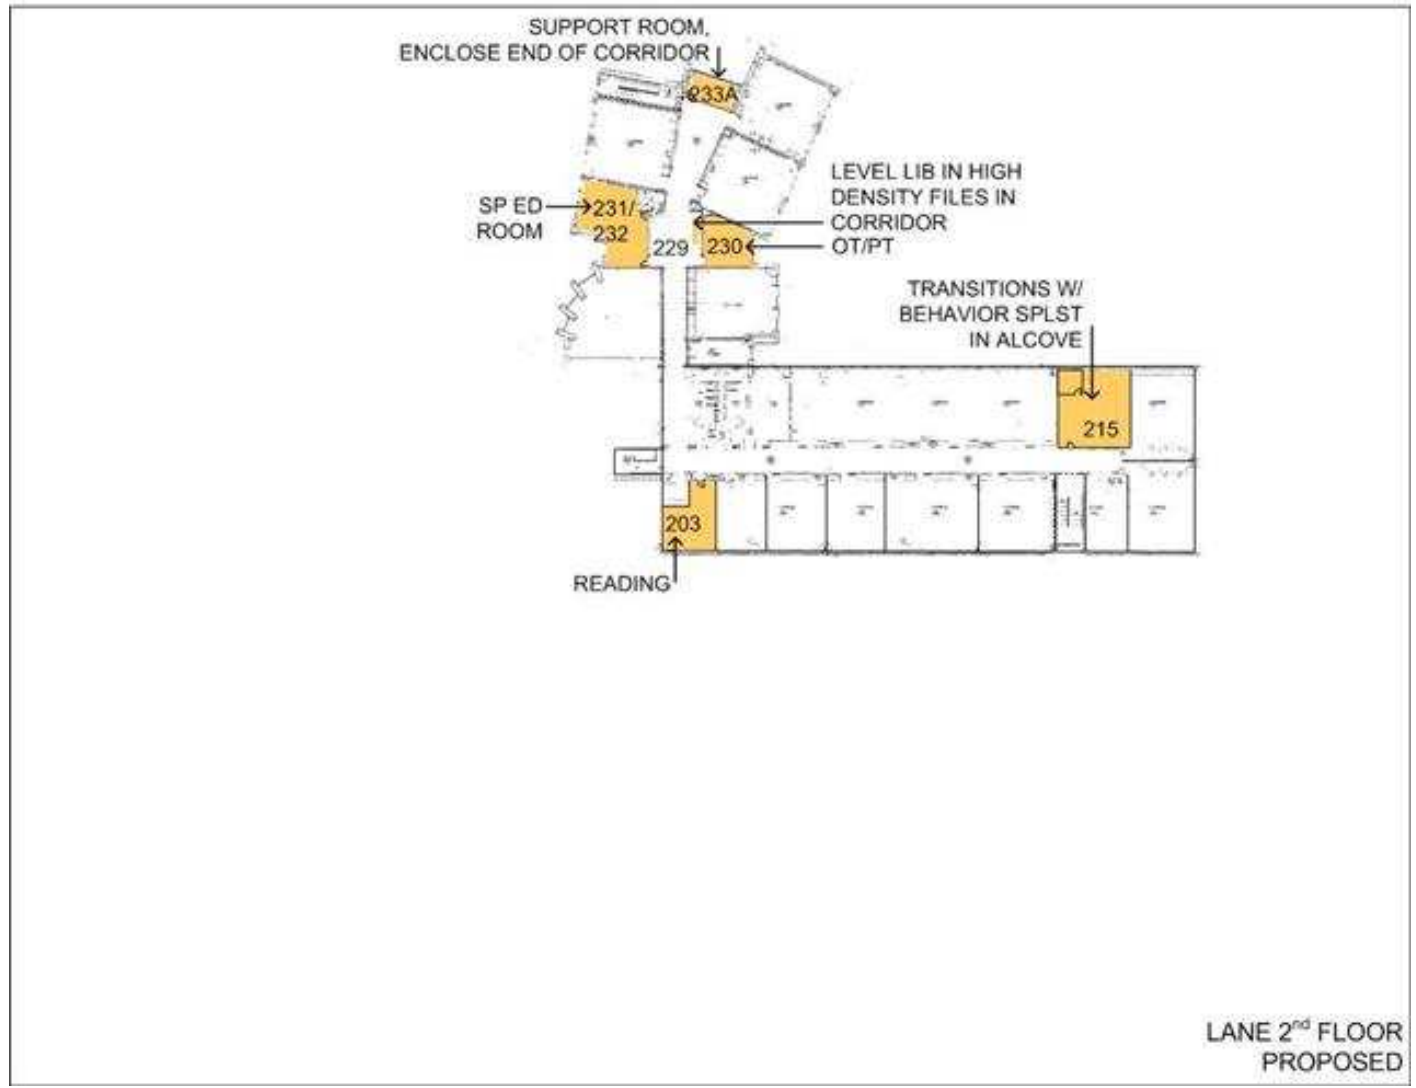 SUPPORT ROOM,
ENCLOSE END OF CORRIDOR
233A
LEVEL LIB IN HIGH
DENSITY FILES IN
CORRIDOR
OT/PT
SP ED
ROOM
231/
232
229
230
TRANSITIONS W/
BEHAVIOR SPLST
IN ALCOVE
215
203
READING
LANE 2nd FLOOR
PROPOSED